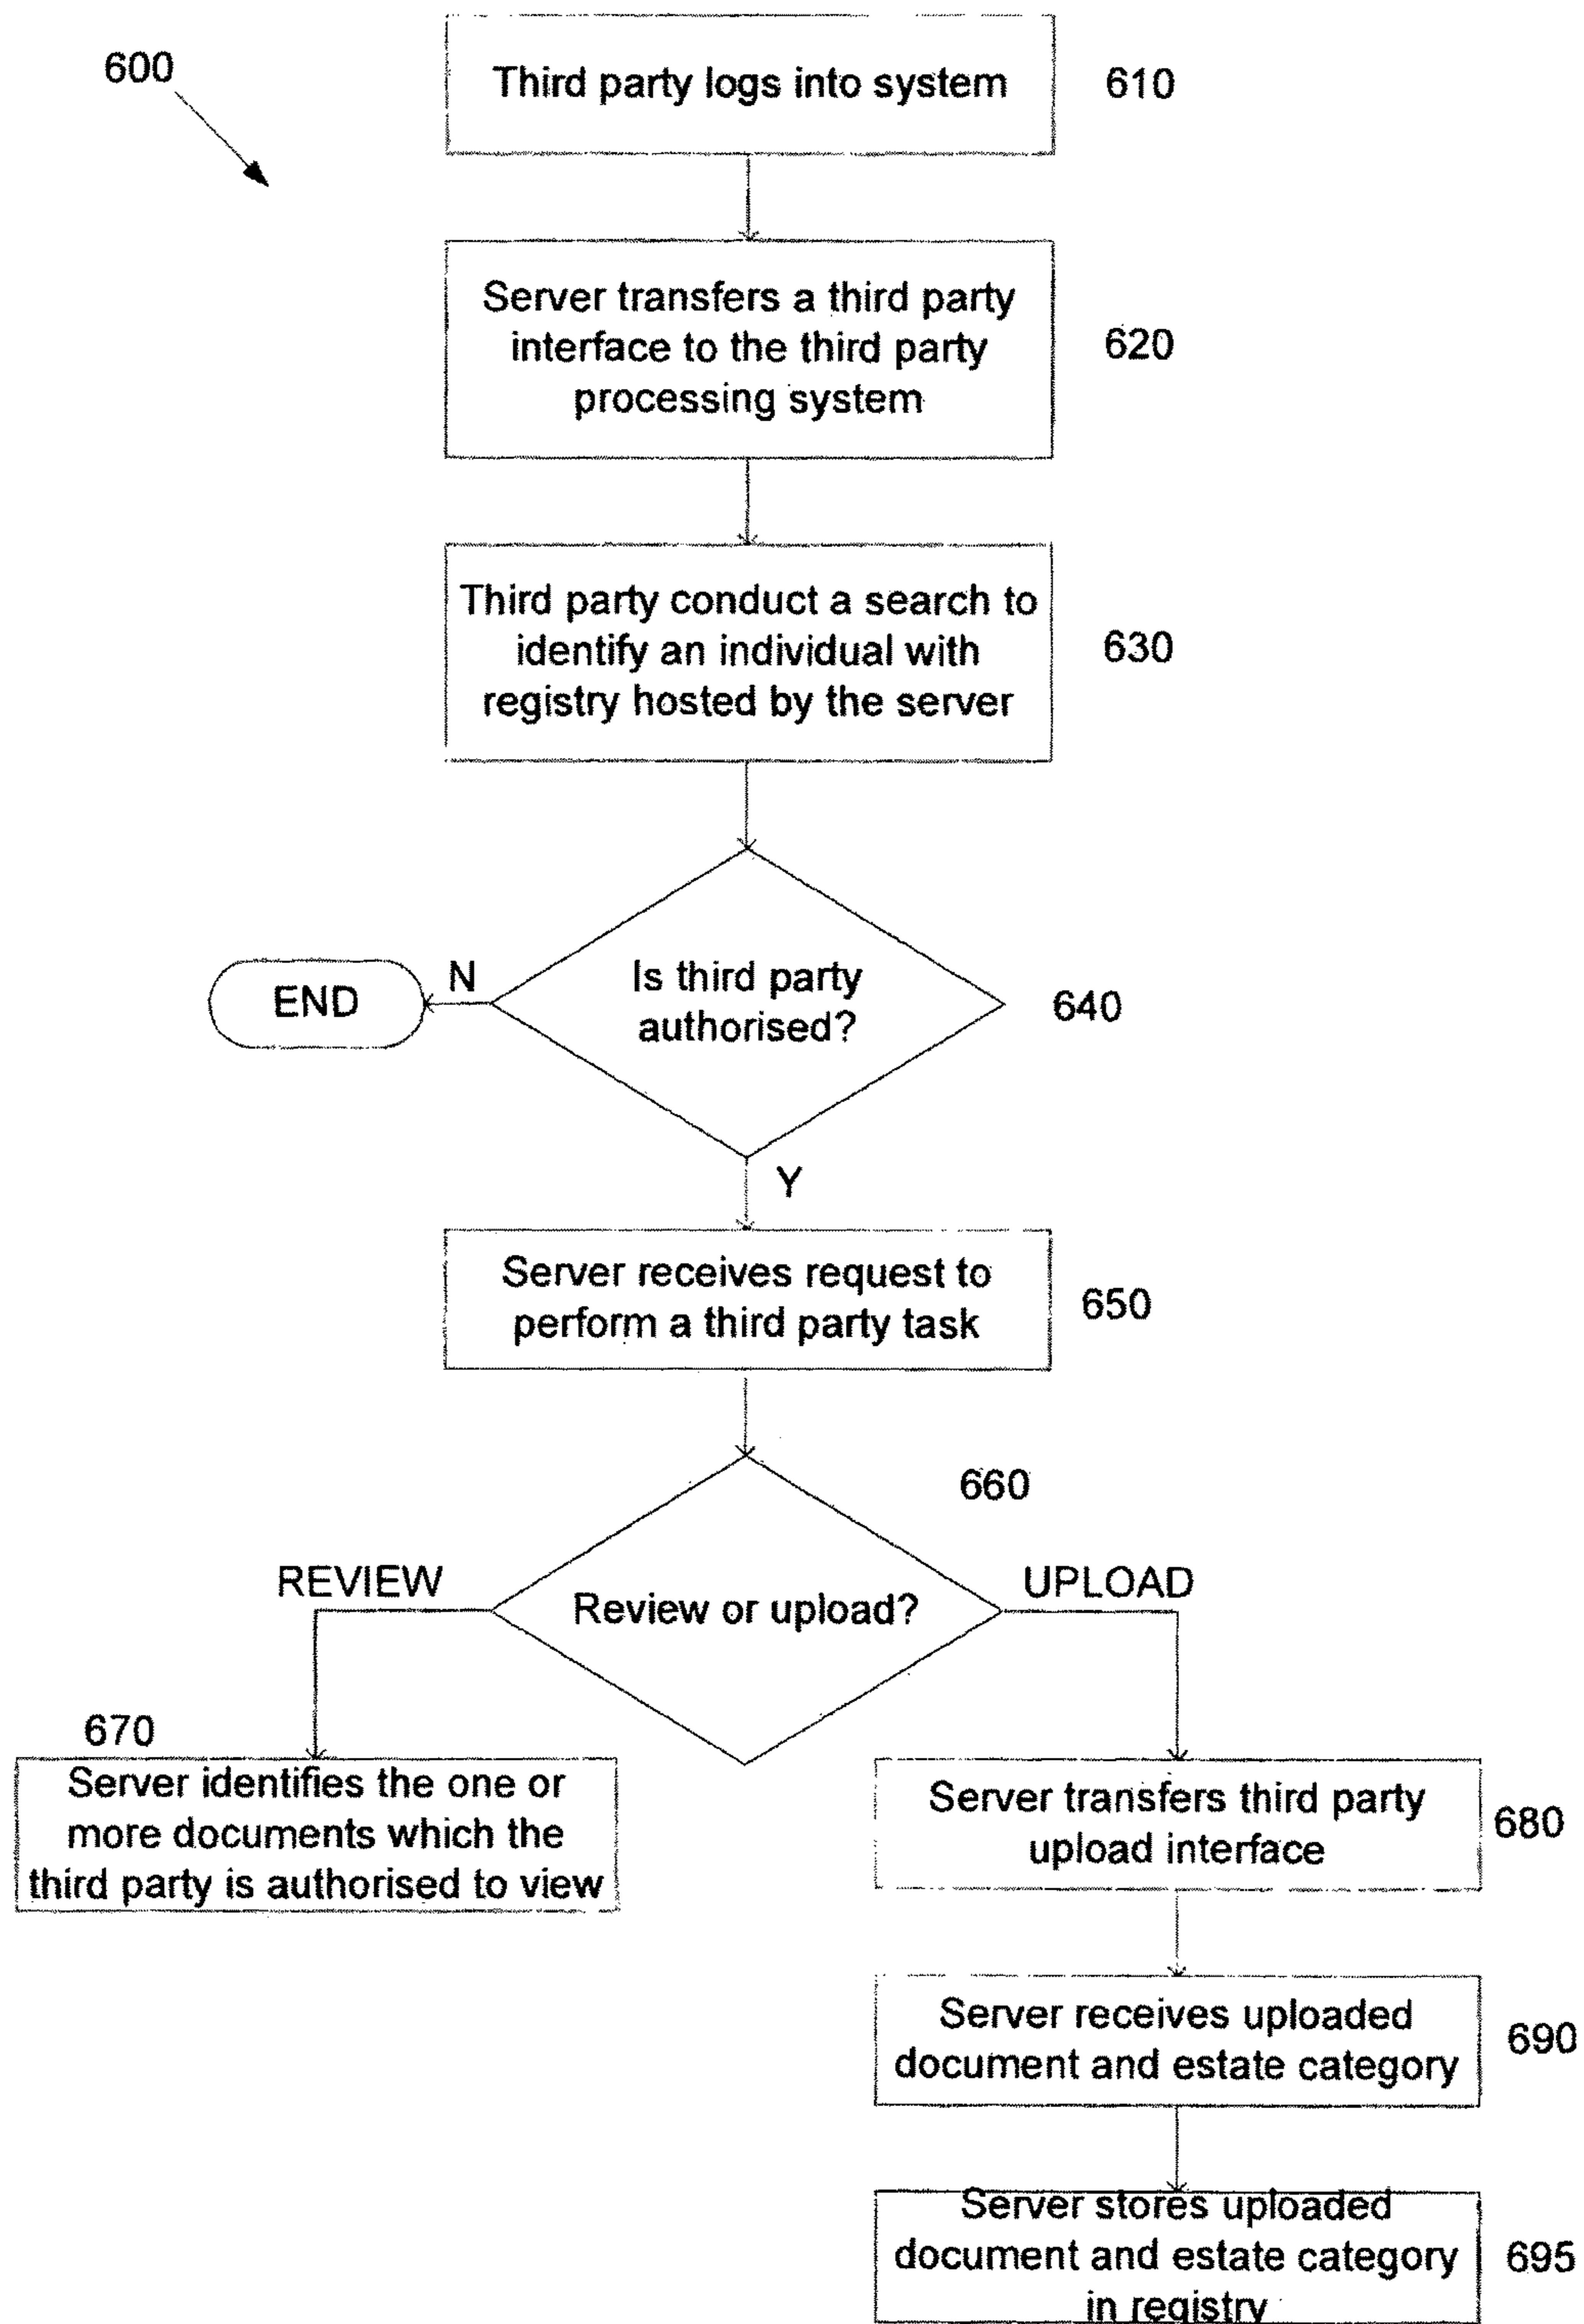 600
Third party logs into system
610
Server transfers a third party
interface to the third party
processing system
620
Third party conduct a search to
identify an individual with
registry hosted by the server
630
Is third party
authorised?
640
N
END
Y
Server receives request to
perform a third party task
650
660
Review or upload?
REVIEW
UPLOAD
670
Server identifies the one or
more documents which the
third party is authorised to view
Server transfers third party
upload interface
680
Server receives uploaded
document and estate category
690
Server stores uploaded
document and estate category
in registry
695